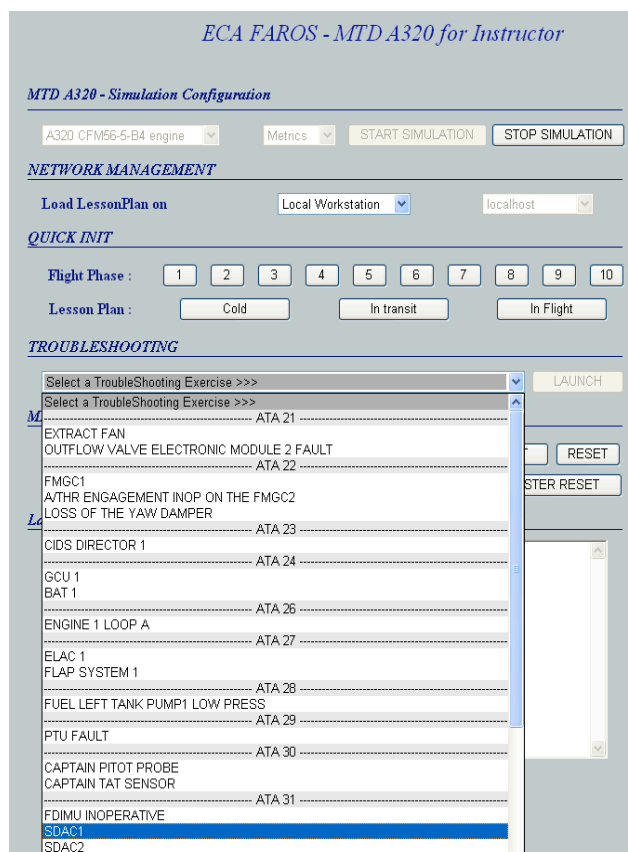 ECA FAROS - MTD A320 for Instructor
MTD A320 - Simulation Configuration
A320 CFM56-5-B4 engine Metrics START SIMULATION STOP SIMULATION
NETWORK MANAGEMENT
Load LessonPlan on Local Workstation localhost
QUICK INIT
Flight Phase : 1 2 3 4 5 6 7 8 9 10
Lesson Plan : Cold In transit In Flight
TROUBLESHOOTING
Select a TroubleShooting Exercise >>> LAUNCH
Select a TroubleShooting Exercise >>>
ATA 21
EXTRACT FAN
OUTFLOW VALVE ELECTRONIC MODULE 2 FAULT
RESET
ATA 22
FMGC1
A/THR ENGAGEMENT INOP ON THE FMGC2
STER RESET
LOSS OF THE YAW DAMPER
ATA 23
CIDS DIRECTOR 1
ATA 24
GCU 1
BAT 1
ATA 26
ENGINE 1 LOOP A
ATA 27
ELAC 1
FLAP SYSTEM 1
ATA 28
FUEL LEFT TANK PUMP1 LOW PRESS
ATA 29
PTU FAULT
ATA 30
CAPTAIN PITOT PROBE
CAPTAIN TAT SENSOR
ATA 31
FDIMU INOPERATIVE
SDAC1
SDAC2